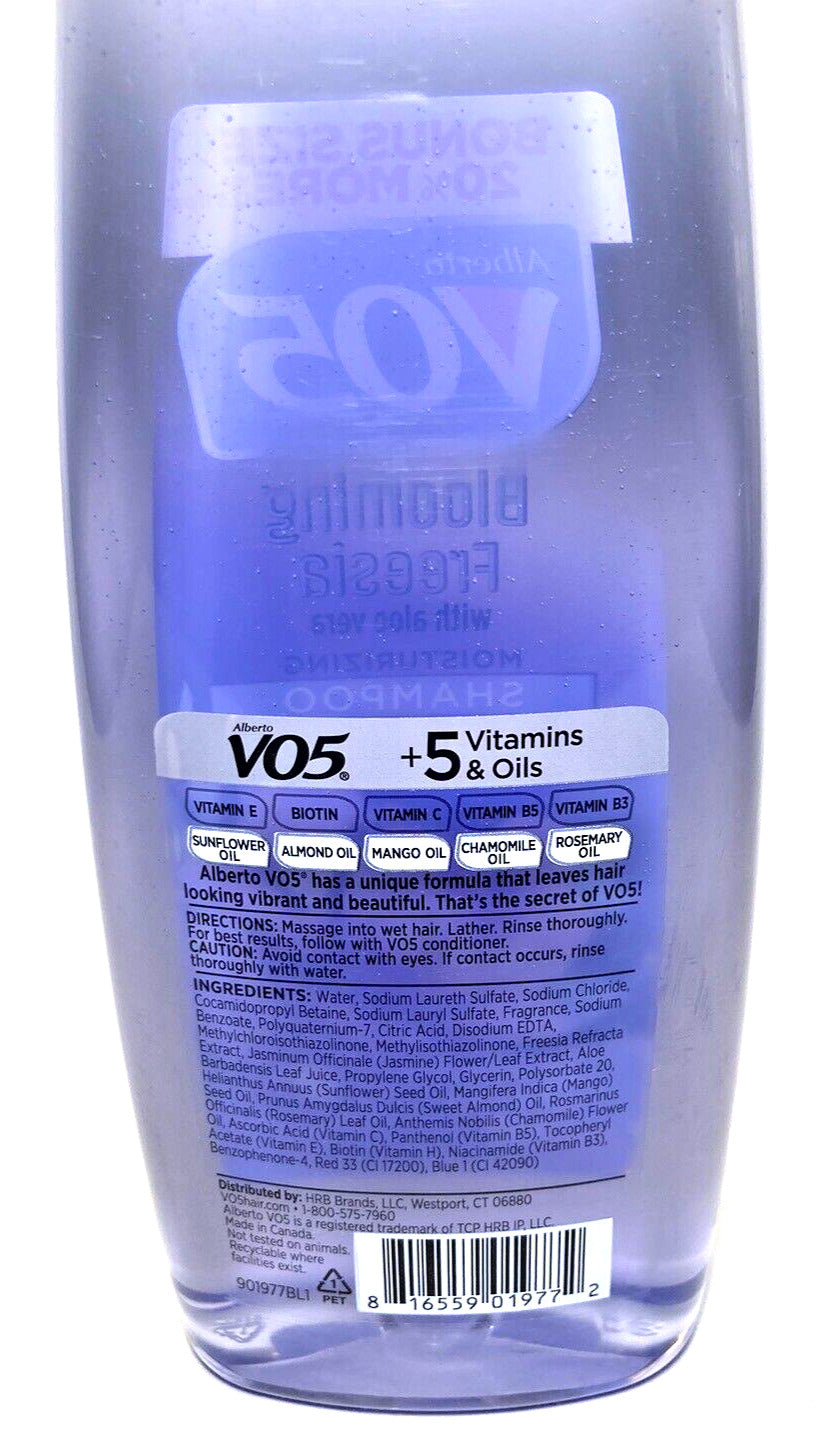 BONUS SIZE
20% MORE
Alberto
VO5
Blooming
Freesia
with aloe vera
MOISTURIZING
SHAMPOO
Alberto
VO5®
+5 Vitamins
& Oils
VITAMIN E BIOTIN VITAMIN C VITAMIN B5 VITAMIN B3
SUNFLOWER
OIL
ALMOND OIL
MANGO OIL
CHAMOMILE
OIL
ROSEMARY
OIL
Alberto VO5® has a unique formula that leaves hair
looking vibrant and beautiful. That's the secret of VO5!
DIRECTIONS: Massage into wet hair. Lather. Rinse thoroughly.
For best results, follow with VO5 conditioner.
CAUTION: Avoid contact with eyes. If contact occurs, rinse
thoroughly with water.
INGREDIENTS: Water, Sodium Laureth Sulfate, Sodium Chloride,
Cocamidopropyl Betaine, Sodium Lauryl Sulfate, Fragrance, Sodium
Benzoate, Polyquaternium-7, Citric Acid, Disodium EDTA,
Methylchloroisothiazolinone, Methylisothiazolinone, Freesia Refracta
Extract, Jasminum Officinale (Jasmine) Flower/Leaf Extract, Aloe
Barbadensis Leaf Juice, Propylene Glycol, Glycerin, Polysorbate 20,
Helianthus Annuus (Sunflower) Seed Oil, Mangifera Indica (Mango)
Seed Oil, Prunus Amygdalus Dulcis (Sweet Almond) Oil, Rosmarinus
Officinalis (Rosemary) Leaf Oil, Anthemis Nobilis (Chamomile) Flower
Oil, Ascorbic Acid (Vitamin C), Panthenol (Vitamin B5), Tocopheryl
Acetate (Vitamin E), Biotin (Vitamin H), Niacinamide (Vitamin B3),
Benzophenone-4, Red 33 (CI 17200), Blue 1 (CI 42090)
Distributed by: HRB Brands, LLC, Westport, CT 06880
VO5hair.com • 1-800-575-7960
Alberto VO5 is a registered trademark of TCP HRB IP, LLC.
Made in Canada.
Not tested on animals.
Recyclable where
facilities exist.
901977BL1
1
PET
8 16559 01977 2